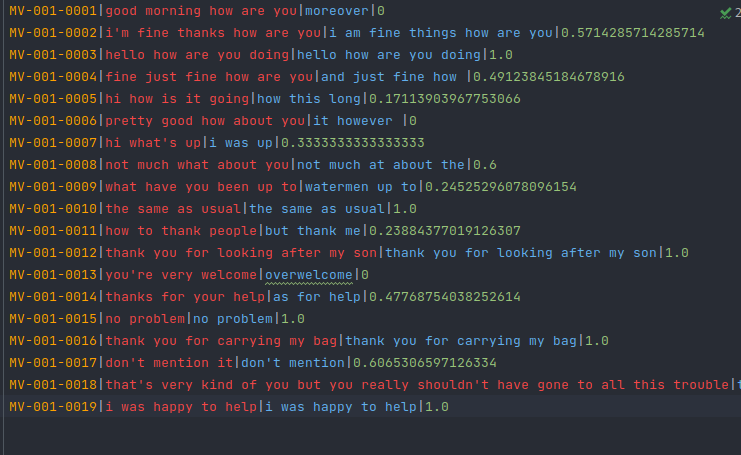 MV-001-0001|good morning how are you|moreover|0
MV-001-0002|i'm fine thanks how are you|i am fine things how are you|0.5714285714285714
MV-001-0003|hello how are you doing|hello how are you doing|1.0
MV-001-0004|fine just fine how are you|and just fine how |0.49123845184678916
MV-001-0005|hi how is it going|how this long|0.17113903967753066
MV-001-0006|pretty good how about you|it however |0
MV-001-0007|hi what's up|i was up|0.3333333333333333
MV-001-0008|not much what about you|not much at about the|0.6
MV-001-0009|what have you been up to|watermen up to|0.24525296078096154
MV-001-0010|the same as usual|the same as usual|1.0
MV-001-0011|how to thank people|but thank me|0.23884377019126307
MV-001-0012|thank you for looking after my son|thank you for looking after my son|1.0
MV-001-0013|you're very welcome|overwelcome|0
MV-001-0014|thanks for your help|as for help|0.47768754038252614
MV-001-0015|no problem|no problem|1.0
MV-001-0016|thank you for carrying my bag|thank you for carrying my bag|1.0
MV-001-0017|don't mention it|don't mention|0.6065306597126334
MV-001-0018|that's very kind of you but you really shouldn't have gone to all this trouble|
MV-001-0019|i was happy to help|i was happy to help|1.0